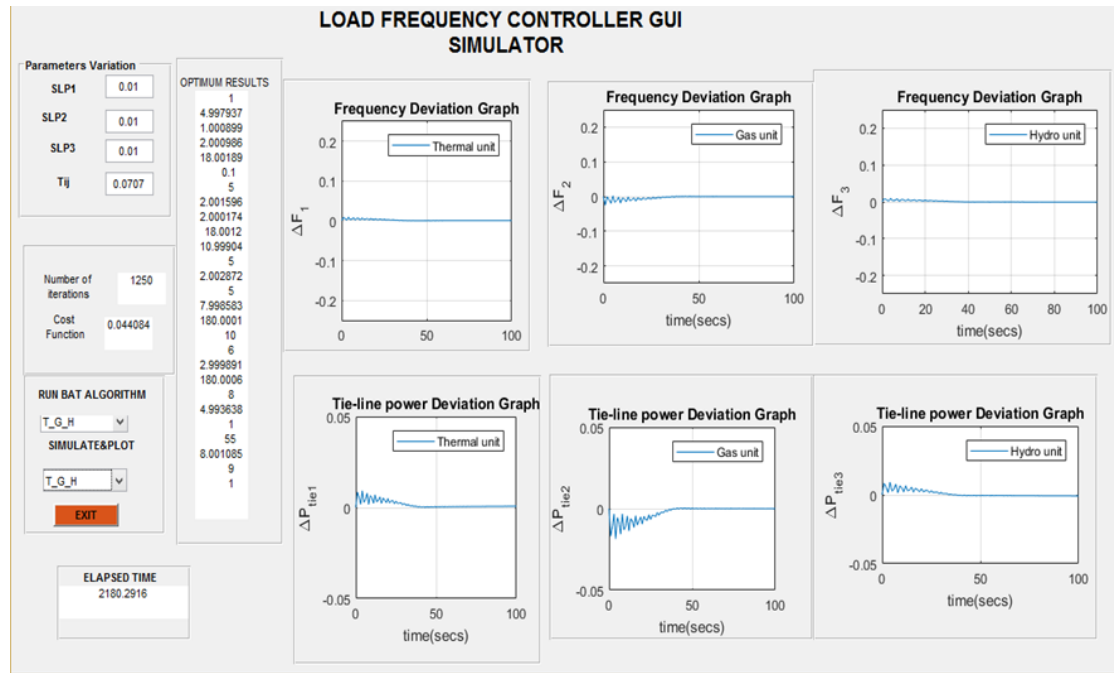 LOAD FREQUENCY CONTROLLER GUI
SIMULATOR
Parameters Variation
SLP1 0.01
SLP2 0.01
SLP3 0.01
Tij 0.0707
Number of
iterations
1250
Cost
Function
0.044084
RUN BAT ALGORITHM
T_G_H
SIMULATE&PLOT
T_G_H
EXIT
ELAPSED TIME
2180.2916
OPTIMUM RESULTS
1
4.997937
1.000899
2.000986
18.00189
0.1
5
2.001596
2.000174
18.0012
10.99904
5
2.002872
5
7.998583
180.0001
10
6
2.999891
180.0006
8
4.993638
1
55
8.001085
9
1
Frequency Deviation Graph
Thermal unit
ΔF1
0.2
0.1
0
-0.1
-0.2
0 50 100
Frequency Deviation Graph
Gas unit
ΔF2
0.2
0.1
0
-0.1
-0.2
0 50 100
time(secs)
Frequency Deviation Graph
Hydro unit
ΔF3
0.2
0.1
0
-0.1
-0.2
0 20 40 60 80 100
time(secs)
Tie-line power Deviation Graph
Thermal unit
ΔPtie1
0.05
0
-0.05
0 50 100
time(secs)
Tie-line power Deviation Graph
Gas unit
ΔPtie2
0.05
0
-0.05
0 50 100
time(secs)
Tie-line power Deviation Graph
Hydro unit
ΔPtie3
0.05
0
-0.05
0 50 100
time(secs)